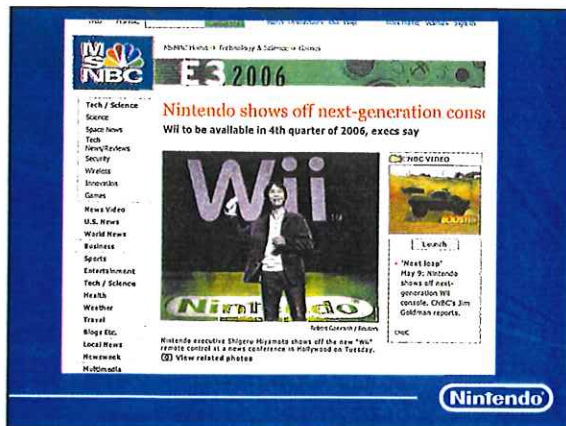 MSNBC
MSNBC Home » Technology & Science » Games
E3 2006
Tech / Science
Science
Space News
Tech
News/Reviews
Security
Wireless
Innovation
Games
News Video
U.S. News
World News
Business
Sports
Entertainment
Tech / Science
Health
Weather
Travel
Blogs Etc.
Local News
Newsweek
Multimedia
Nintendo shows off next-generation conso
Wii to be available in 4th quarter of 2006, execs say
Wii
Nintendo
Nintendo executive Shigeru Miyamoto shows off the new "Wii"
remote control at a news conference in Hollywood on Tuesday.
View related photos
NBC VIDEO
Launch
'Next leap'
May 9: Nintendo
shows off next-
generation Wii
console. CNBC's Jim
Goldman reports.
CNBC
Nintendo